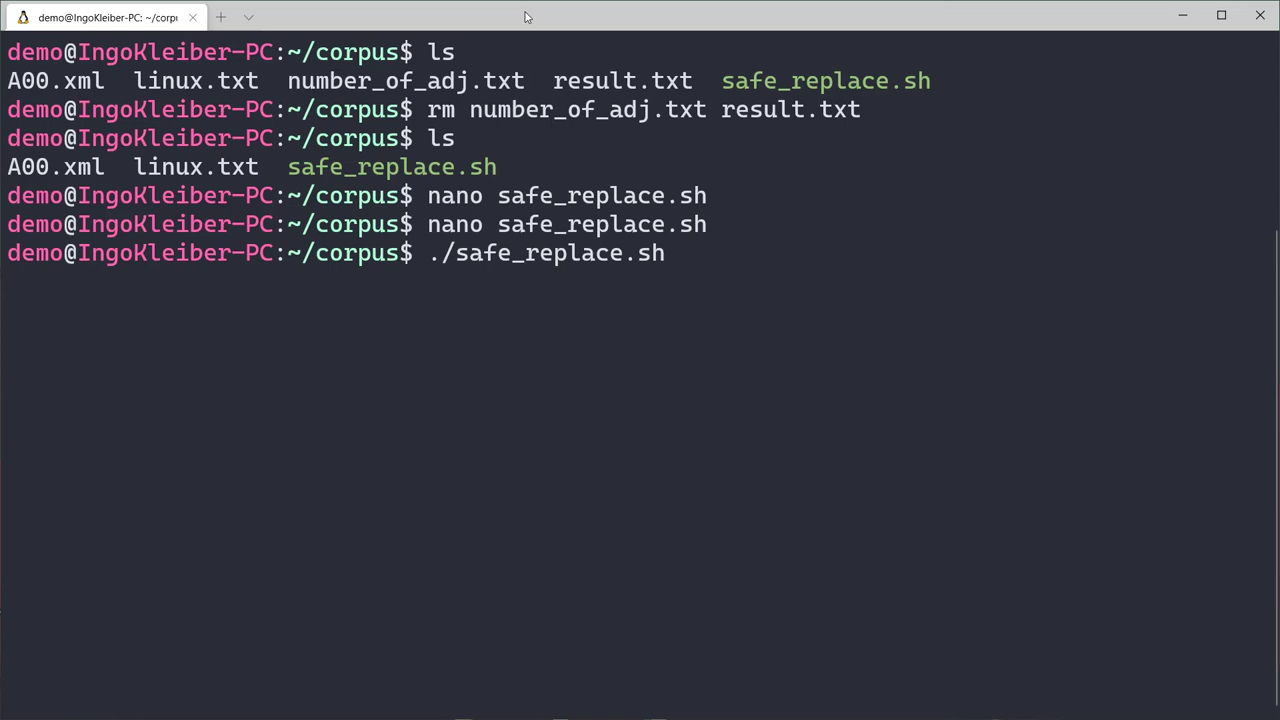 demo@IngoKleiber-PC: ~/corpu
demo@IngoKleiber-PC:~/corpus$ ls
A00.xml  linux.txt  number_of_adj.txt  result.txt  safe_replace.sh
demo@IngoKleiber-PC:~/corpus$ rm number_of_adj.txt result.txt
demo@IngoKleiber-PC:~/corpus$ ls
A00.xml  linux.txt  safe_replace.sh
demo@IngoKleiber-PC:~/corpus$ nano safe_replace.sh
demo@IngoKleiber-PC:~/corpus$ nano safe_replace.sh
demo@IngoKleiber-PC:~/corpus$ ./safe_replace.sh